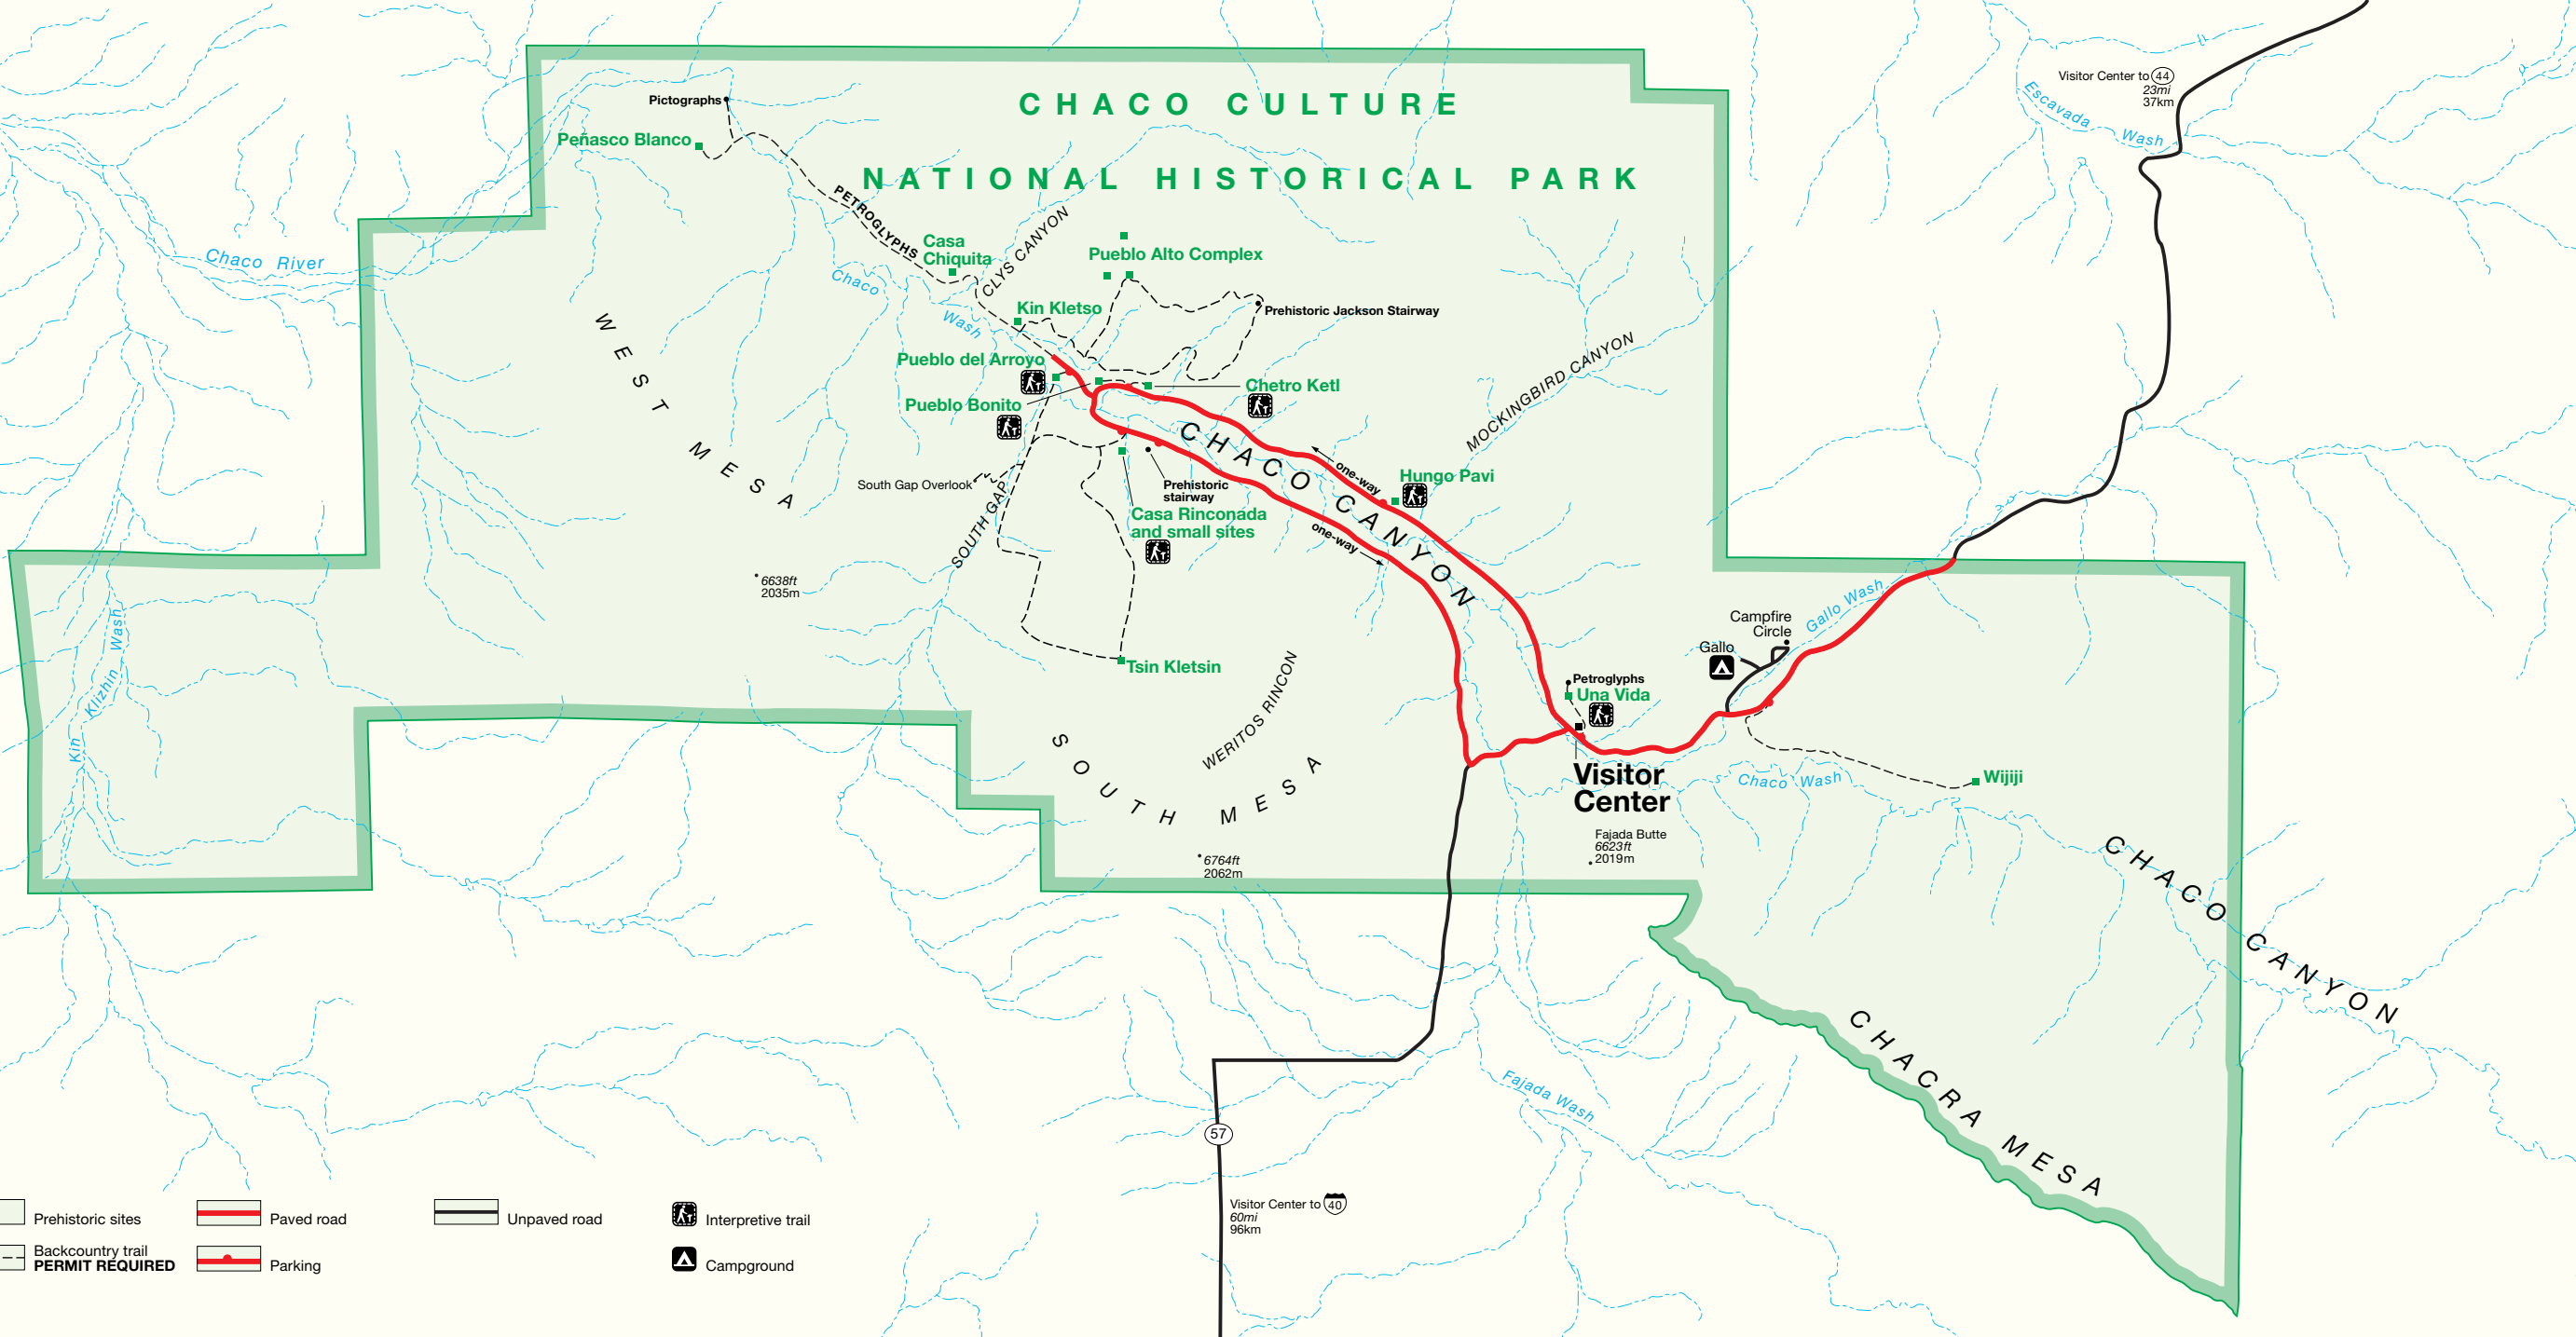 CHACO CULTURE
NATIONAL HISTORICAL PARK
Visitor Center to 44
23mi
37km
Escavada Wash
Pictographs
Peñasco Blanco
PETROGLYPHS
Casa
Chiquita
CLYS CANYON
Pueblo Alto Complex
Chaco River
Chaco
Wash
Kin Kletso
Prehistoric Jackson Stairway
WEST MESA
Pueblo del Arroyo
Chetro Ketl
Pueblo Bonito
MOCKINGBIRD CANYON
CHACO CANYON
one-way
Hungo Pavi
South Gap Overlook
SOUTH GAP
Prehistoric
stairway
Casa Rinconada
and small sites
one-way
6638ft
2035m
Gallo Wash
Campfire
Circle
Gallo
Kin Klizhin Wash
Tsin Kletsin
WERITOS RINCON
Petroglyphs
Una Vida
SOUTH MESA
Visitor
Center
Chaco Wash
Wijiji
Fajada Butte
6623ft
2019m
6764ft
2062m
CHACO CANYON
CHACRA MESA
Fajada Wash
57
Visitor Center to 40
60mi
96km
Prehistoric sites
Paved road
Unpaved road
Interpretive trail
Backcountry trail
PERMIT REQUIRED
Parking
Campground